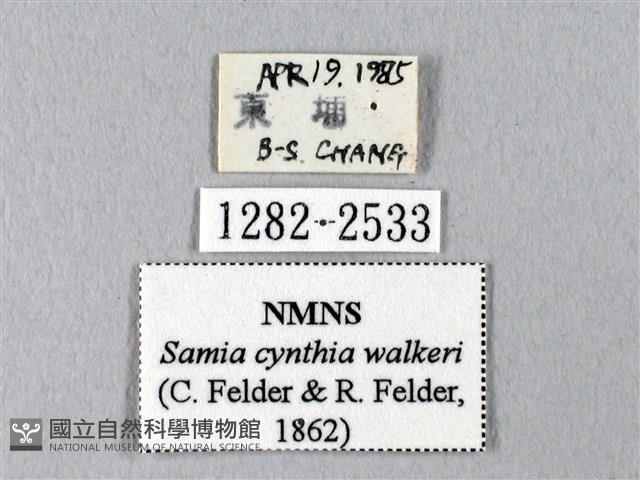 APR 19. 1985
東埔
B-S. CHANG
1282-2533
NMNS
Samia cynthia walkeri
(C. Felder & R. Felder,
1862)
國立自然科學博物館
NATIONAL MUSEUM OF NATURAL SCIENCE